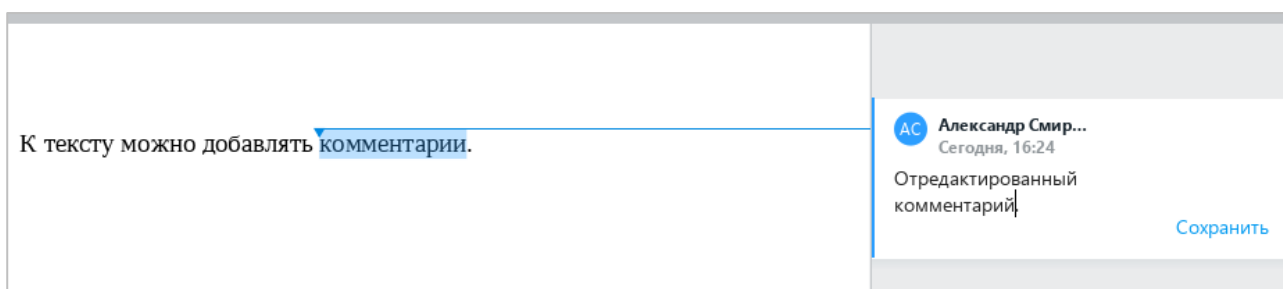 К тексту можно добавлять комментарии.
АС
Александр Смир...
Сегодня, 16:24
Отредактированный
комментарий.
Сохранить